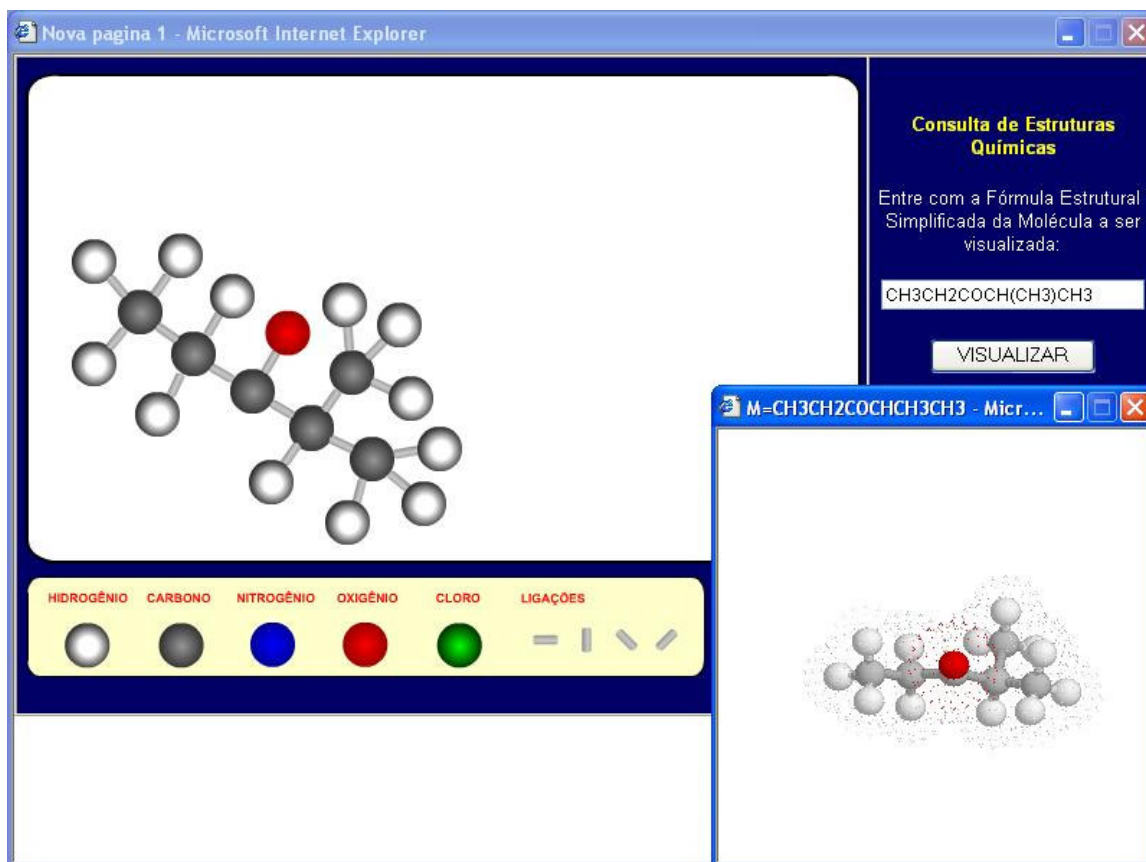 Nova pagina 1 - Microsoft Internet Explorer
Consulta de Estruturas
Químicas
Entre com a Fórmula Estrutural
Simplificada da Molécula a ser
visualizada:
CH3CH2COCH(CH3)CH3
VISUALIZAR
M=CH3CH2COCHCH3CH3 - Micr...
HIDROGÊNIO CARBONO NITROGÊNIO OXIGÊNIO CLORO LIGAÇÕES